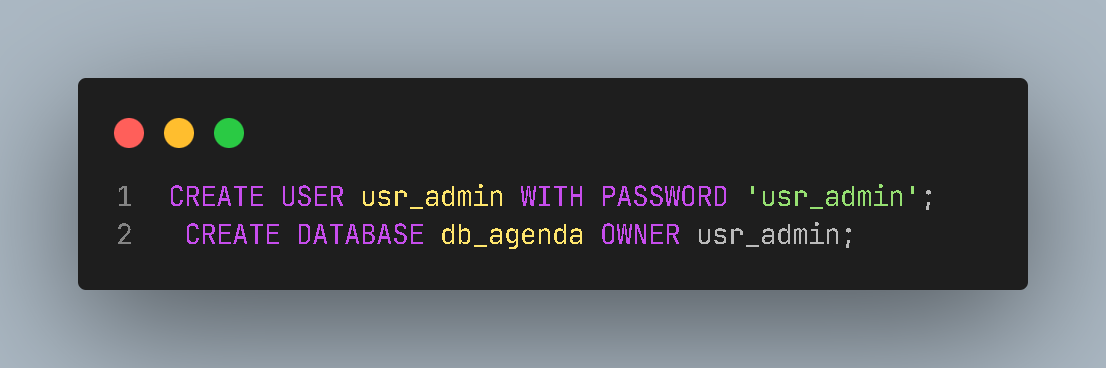 1 CREATE USER usr_admin WITH PASSWORD 'usr_admin';
2 CREATE DATABASE db_agenda OWNER usr_admin;